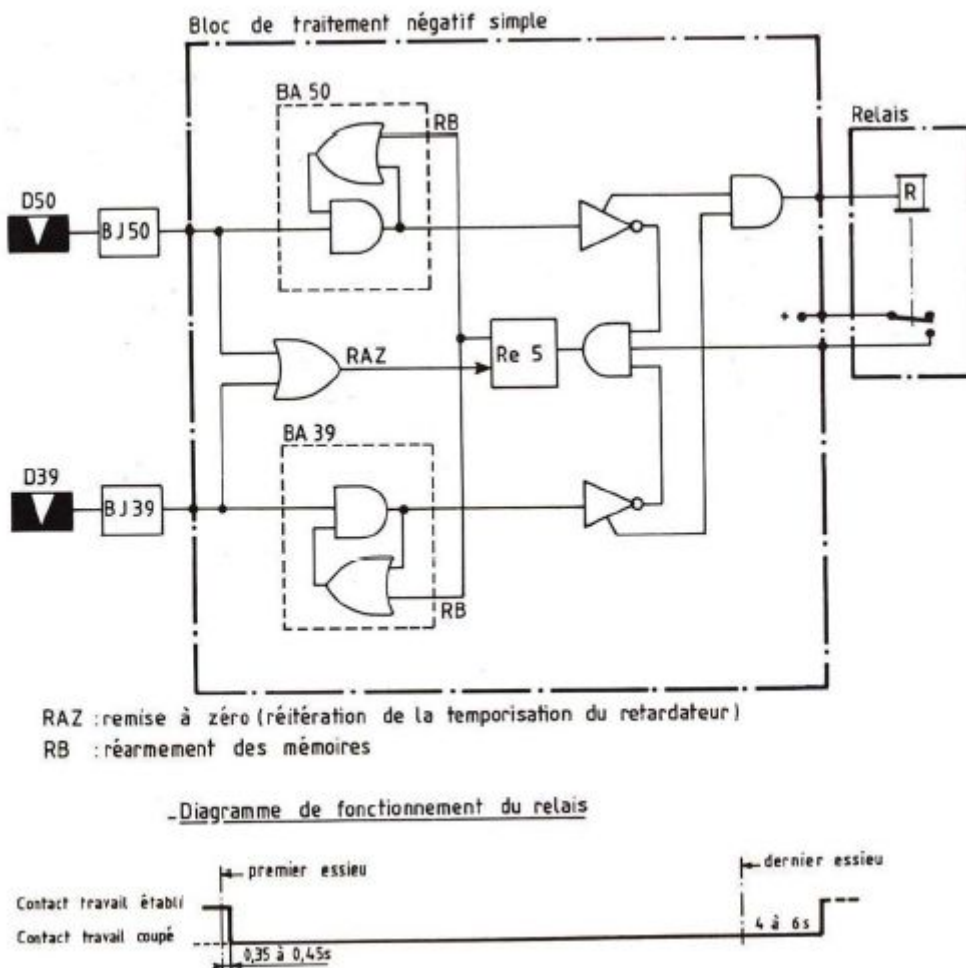 Bloc de traitement négatif simple
BA 50
RB
Relais
D50
BJ50
R
+
RAZ
Re 5
BA 39
D39
BJ39
RB
RAZ : remise à zéro (réitération de la temporisation du retardateur)
RB : réarmement des mémoires
- Diagramme de fonctionnement du relais
premier essieu
dernier essieu
Contact travail établi
Contact travail coupé
4 à 6s
0,35 à 0,45s